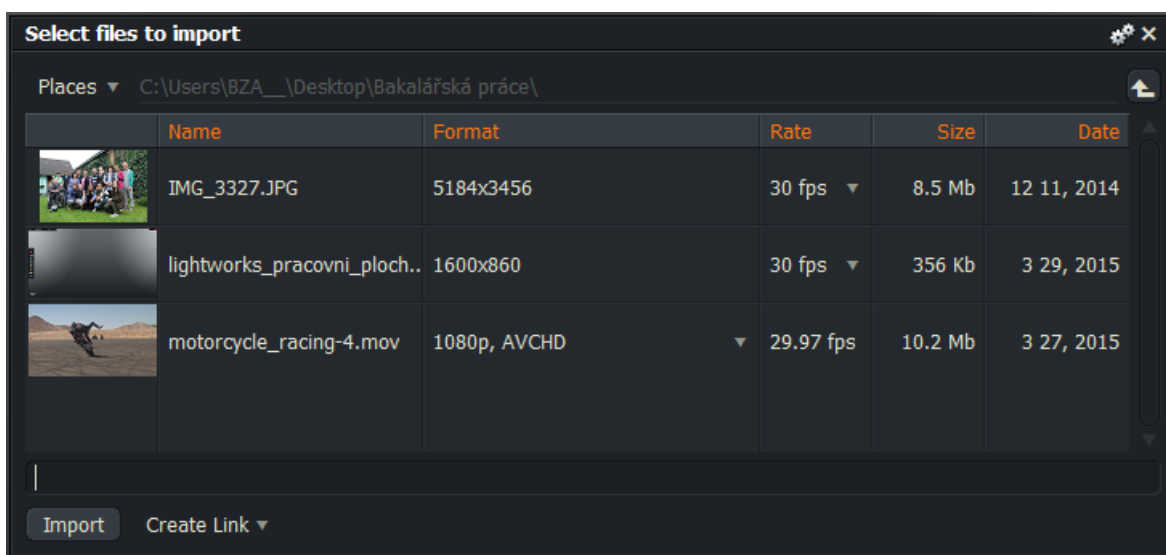 Select files to import
Places C:\Users\BZA__\Desktop\Bakalářská práce\
Name Format Rate Size Date
IMG_3327.JPG 5184x3456 30 fps 8.5 Mb 12 11, 2014
lightworks_pracovni_ploch.. 1600x860 30 fps 356 Kb 3 29, 2015
motorcycle_racing-4.mov 1080p, AVCHD 29.97 fps 10.2 Mb 3 27, 2015
Import Create Link